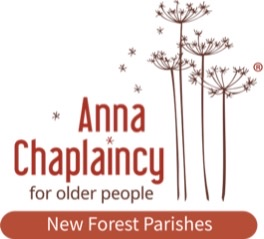 Anna
Chaplaincy
®
for older people
New Forest Parishes